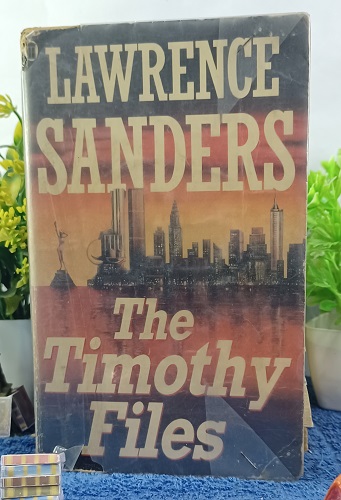 LAWRENCE
SANDERS
The
Timothy
Files